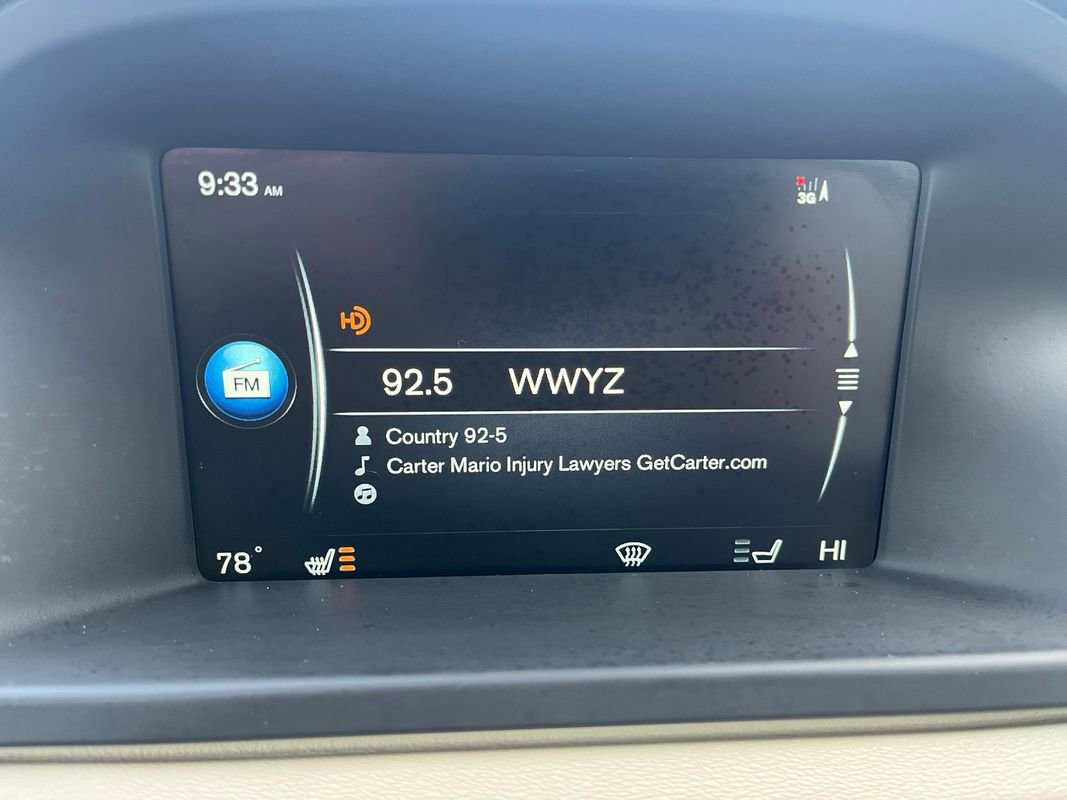 9:33 AM
3G
HD
FM
92.5 WWYZ
Country 92-5
Carter Mario Injury Lawyers GetCarter.com
78°
HI